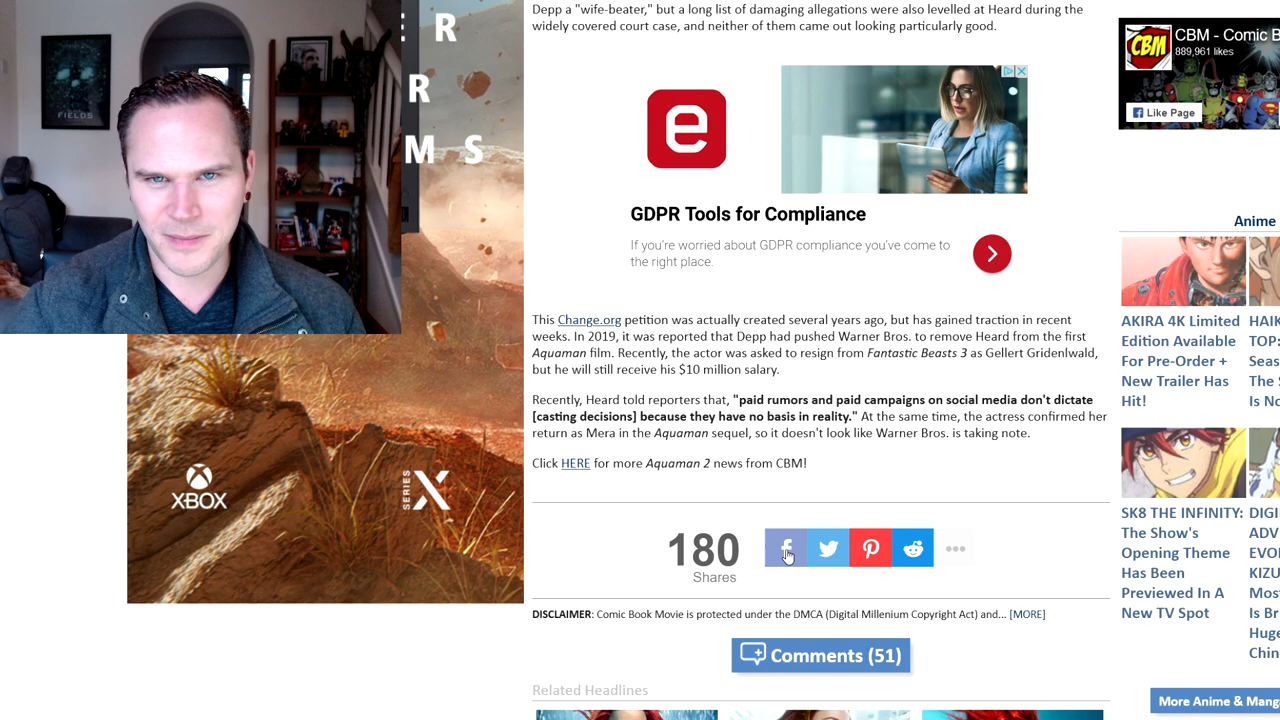 E R
R
M S
FIELDS
XBOX
SERIES X
Depp a "wife-beater," but a long list of damaging allegations were also levelled at Heard during the
widely covered court case, and neither of them came out looking particularly good.
e
GDPR Tools for Compliance
If you're worried about GDPR compliance you've come to
the right place.
This Change.org petition was actually created several years ago, but has gained traction in recent
weeks. In 2019, it was reported that Depp had pushed Warner Bros. to remove Heard from the first
Aquaman film. Recently, the actor was asked to resign from Fantastic Beasts 3 as Gellert Gridenlwald,
but he will still receive his $10 million salary.
Recently, Heard told reporters that, "paid rumors and paid campaigns on social media don't dictate
[casting decisions] because they have no basis in reality." At the same time, the actress confirmed her
return as Mera in the Aquaman sequel, so it doesn't look like Warner Bros. is taking note.
Click HERE for more Aquaman 2 news from CBM!
180
Shares
DISCLAIMER: Comic Book Movie is protected under the DMCA (Digital Millenium Copyright Act) and... [MORE]
Comments (51)
Related Headlines
CBM
CBM - Comic B
889,961 likes
Like Page
Anime
AKIRA 4K Limited
Edition Available
For Pre-Order +
New Trailer Has
Hit!
HAIK
TOP:
Seas
The S
Is No
SK8 THE INFINITY:
The Show's
Opening Theme
Has Been
Previewed In A
New TV Spot
DIGI
ADV
EVO
KIZU
Mos
Is Br
Huge
Chin
More Anime & Mang